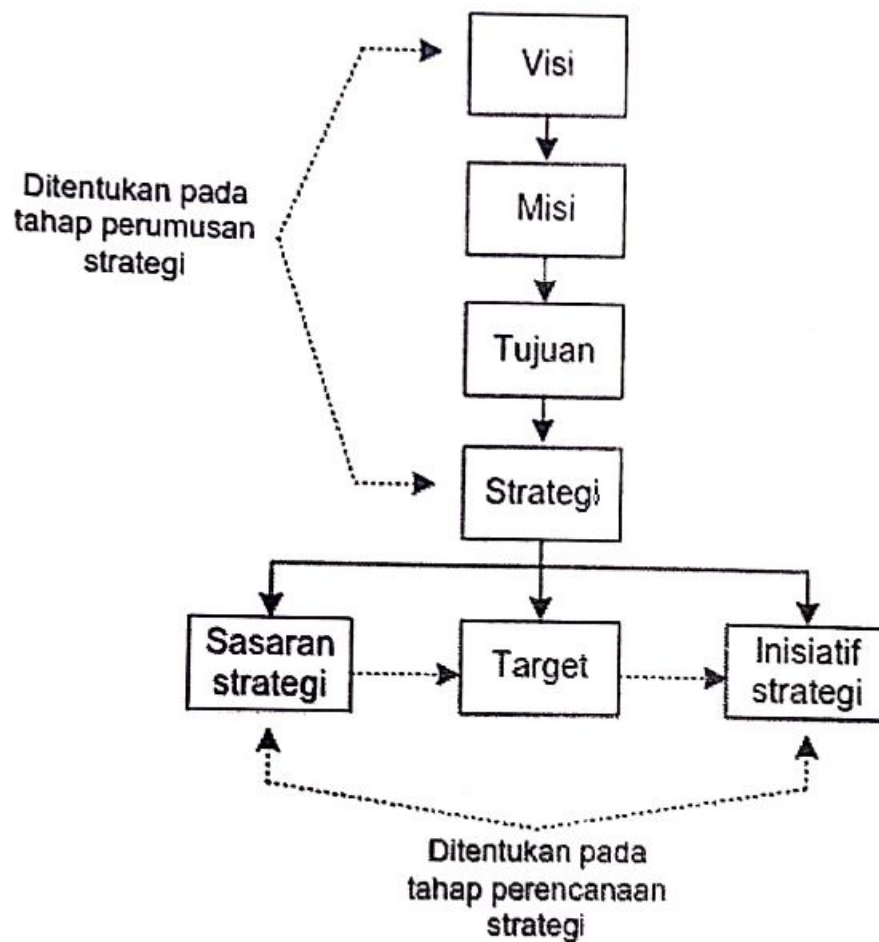 Visi
Misi
Ditentukan pada
tahap perumusan
strategi
Tujuan
Strategi
Sasaran
strategi
Target
Inisiatif
strategi
Ditentukan pada
tahap perencanaan
strategi